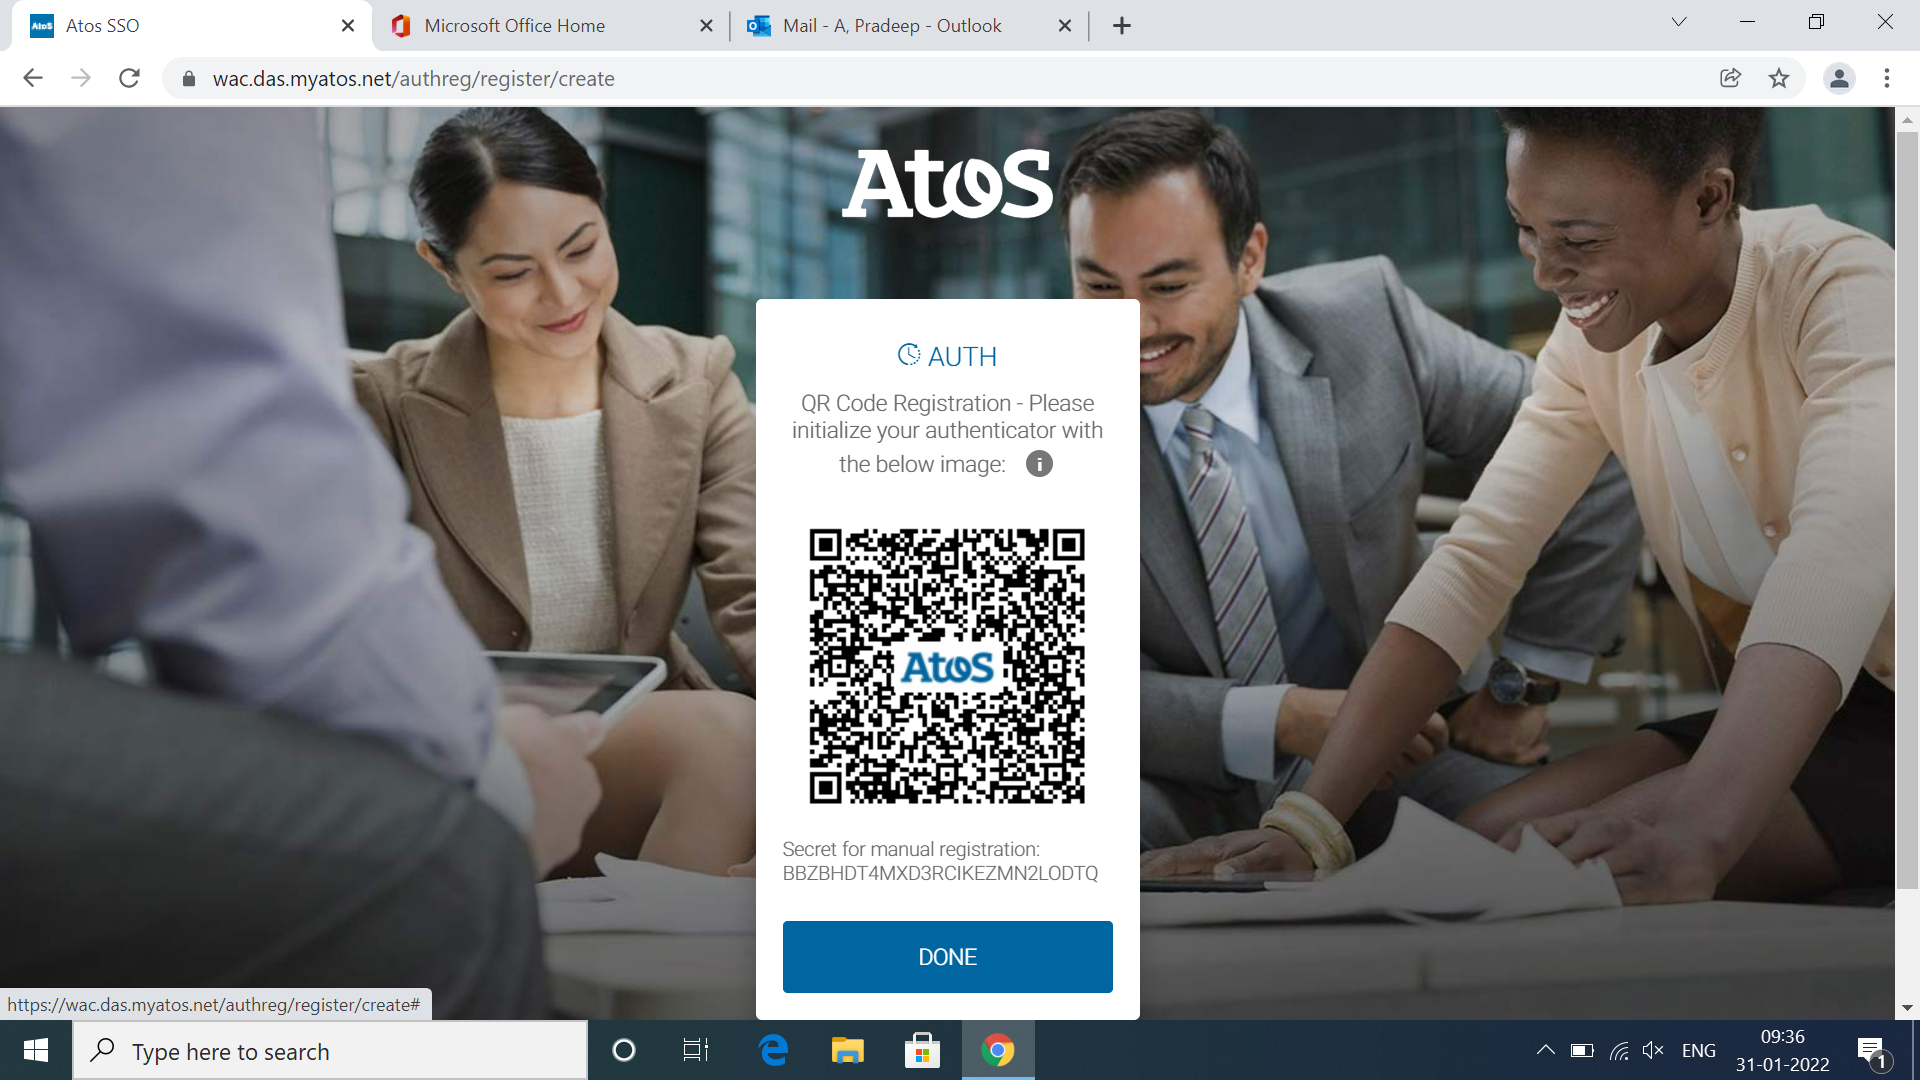 Atos SSO
Microsoft Office Home
Mail - A, Pradeep - Outlook
wac.das.myatos.net/authreg/register/create
Atos
AUTH
QR Code Registration - Please
initialize your authenticator with
the below image:
Atos
Secret for manual registration:
BBZBHDT4MXD3RCIKEZMN2LODTQ
DONE
https://wac.das.myatos.net/authreg/register/create#
Type here to search
ENG
09:36
31-01-2022
1